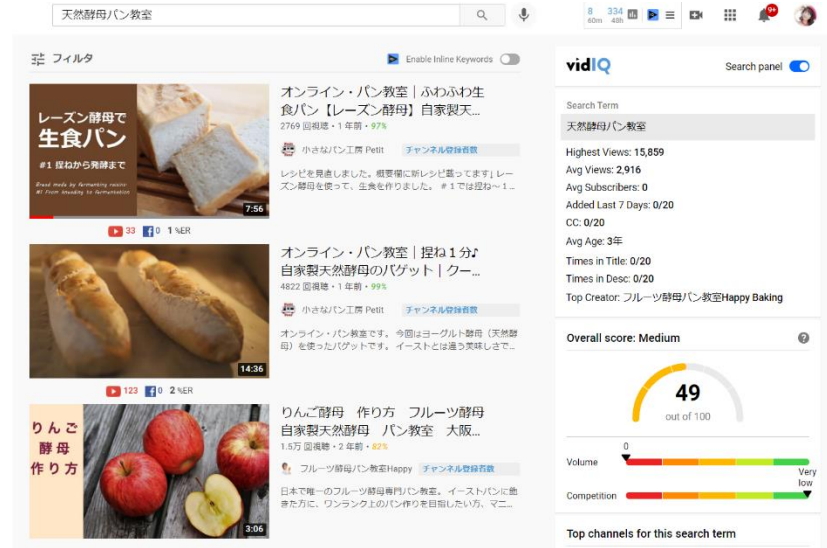 天然酵母パン教室
8 334
60m 48h
9+
フィルタ
Enable Inline Keywords
レーズン酵母で
生食パン
#1 捏ねから発酵まで
Bread made by fermenting raisins
#1 From kneading to fermentation
7:56
33 0 1 %ER
オンライン・パン教室｜ふわふわ生
食パン【レーズン酵母】自家製天...
2769 回視聴・1 年前・97%
小さなパン工房 Petit チャンネル登録者数
レシピを見直しました。概要欄に新レシピ載ってます↓レー
ズン酵母を使って、生食を作りました。 #１では捏ね～１...
14:36
123 0 2 %ER
オンライン・パン教室｜捏ね１分♪
自家製天然酵母のバゲット｜クー...
4822 回視聴・1 年前・99%
小さなパン工房 Petit チャンネル登録者数
オンライン・パン教室です。 今回はヨーグルト酵母（天然酵
母）を使ったバゲットです。イーストとは違う美味しさで...
りんご
酵母
作り方
3:06
りんご酵母 作り方 フルーツ酵母
自家製天然酵母 パン教室 大阪...
1.5万 回視聴・2 年前・82%
フルーツ酵母パン教室Happy チャンネル登録者数
日本で唯一のフルーツ酵母専門パン教室。 イーストパンに飽
きた方に、ワンランク上のパン作りを目指したい方、マニ...
vidIQ
Search panel
Search Term
天然酵母パン教室
Highest Views: 15,859
Avg Views: 2,916
Avg Subscribers: 0
Added Last 7 Days: 0/20
CC: 0/20
Avg Age: 3年
Times in Title: 0/20
Times in Desc: 0/20
Top Creator: フルーツ酵母パン教室Happy Baking
Overall score: Medium
49
out of 100
0
Volume
Very
low
Competition
Top channels for this search term